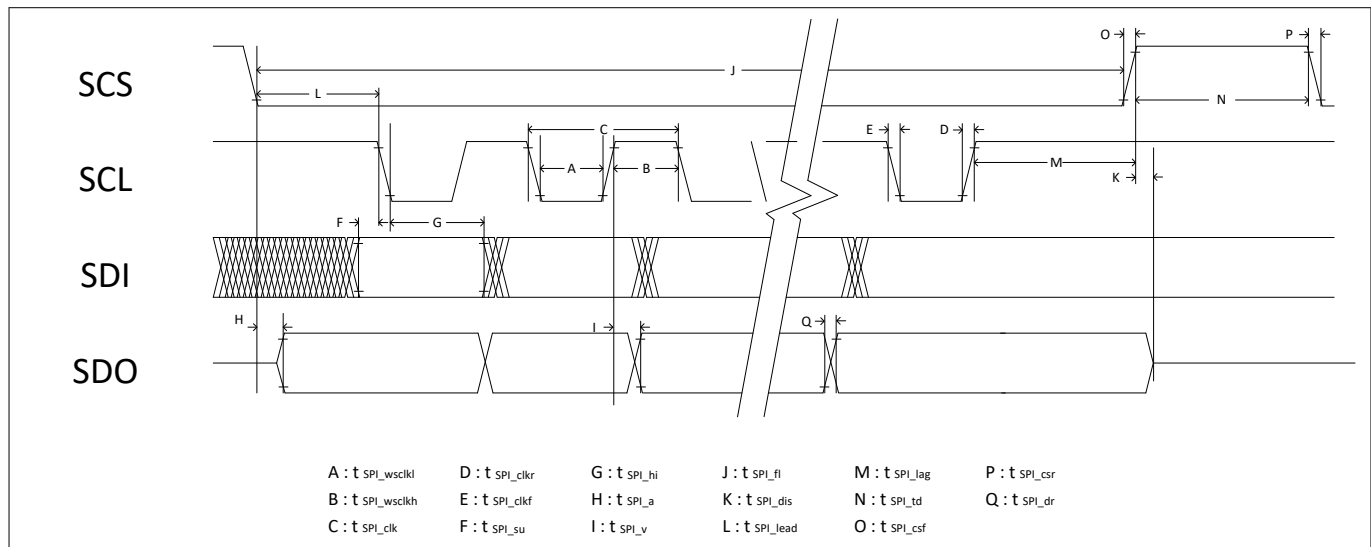 O P
SCS
J
L N
C
E D
SCL
A B
M
K
F G
SDI
H I Q
SDO
A : t SPI_wsclkl D : t SPI_clkr G : t SPI_hi J : t SPI_fl M : t SPI_lag P : t SPI_csr
B : t SPI_wsclkh E : t SPI_clkf H : t SPI_a K : t SPI_dis N : t SPI_td Q : t SPI_dr
C : t SPI_clk F : t SPI_su I : t SPI_v L : t SPI_lead O : t SPI_csf